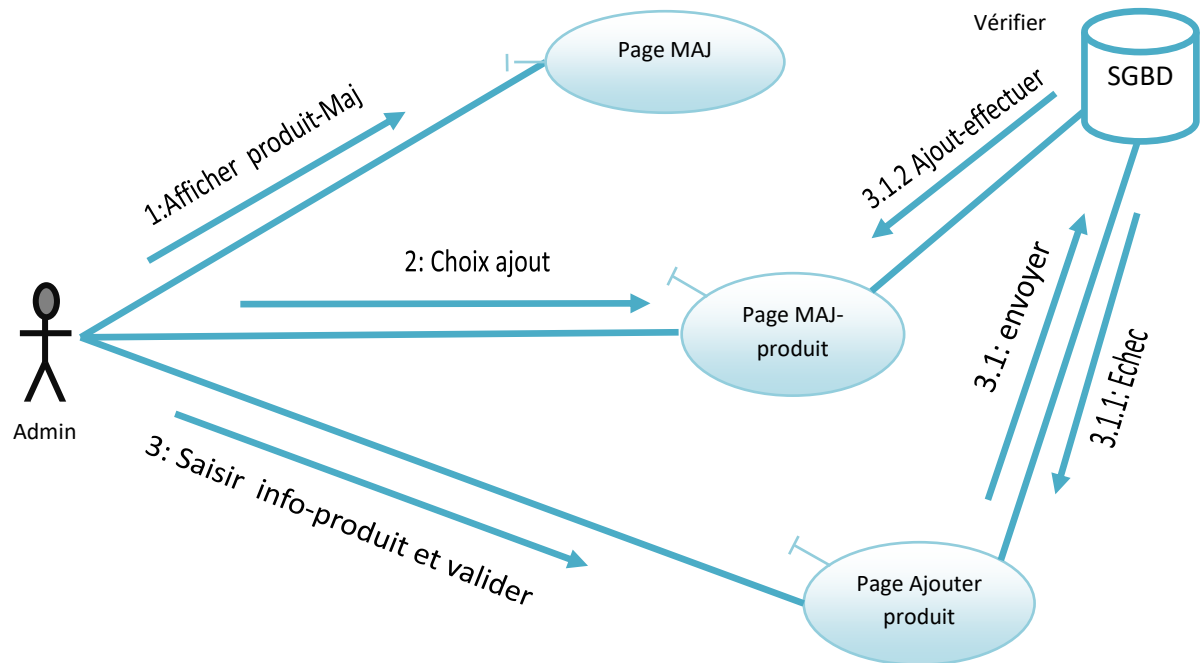 Page MAJ
Vérifier
SGBD
1:Afficher produit-Maj
3.1.2 Ajout-effectuer
2: Choix ajout
Page MAJ-
produit
3.1: envoyer
3.1.1: Echec
Admin
3: Saisir info-produit et valider
Page Ajouter
produit